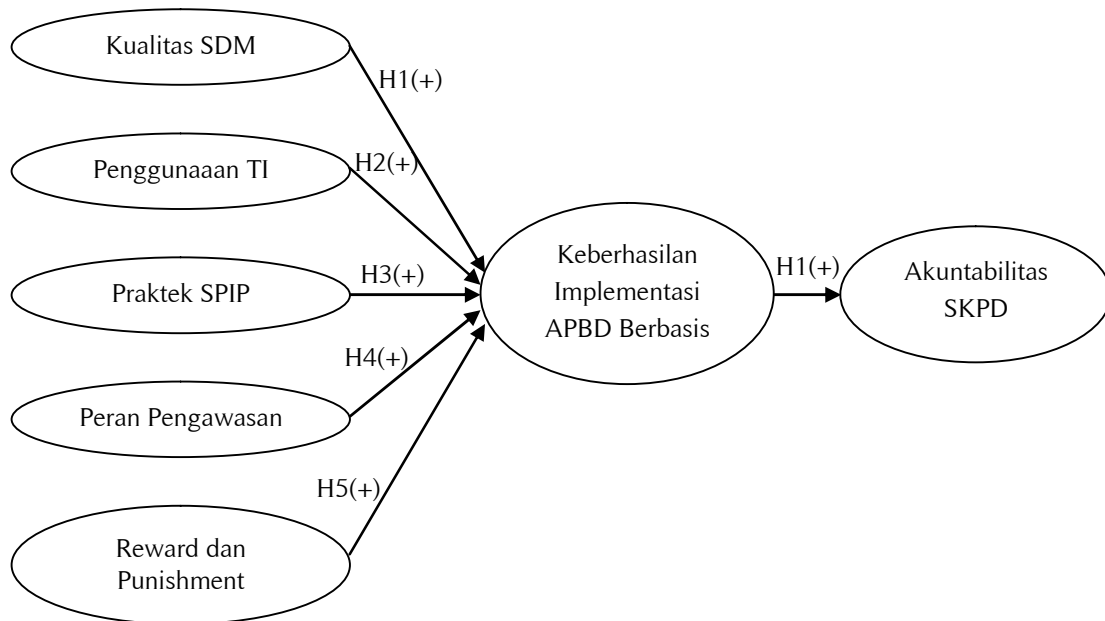 Kualitas SDM
H1(+)
Penggunaaan TI
H2(+)
Praktek SPIP
H3(+)
Peran Pengawasan
H4(+)
Reward dan
Punishment
H5(+)
Keberhasilan
Implementasi
APBD Berbasis
H1(+)
Akuntabilitas
SKPD